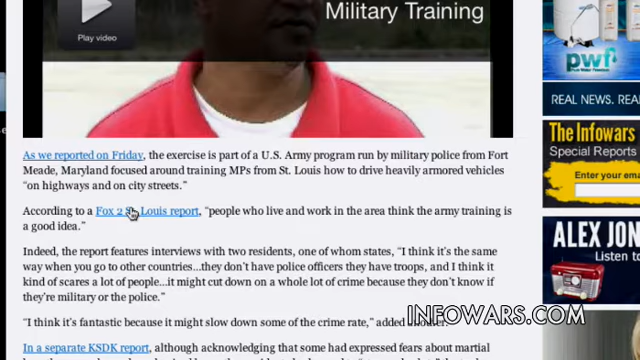 Military Training
Play video
pwf
REAL NEWS. REA
The Infowars
Special Reports
Enter your ema
ALEX JON
Listen to
As we reported on Friday, the exercise is part of a U.S. Army program run by military police from Fort
Meade, Maryland focused around training MPs from St. Louis how to drive heavily armored vehicles
“on highways and on city streets.”
According to a Fox 2 St. Louis report, “people who live and work in the area think the army training is
a good idea.”
Indeed, the report features interviews with two residents, one of whom states, “I think it's the same
way when you go to other countries…they don't have police officers they have troops, and I think it
kind of scares a lot of people…it might cut down on a whole lot of crime because they don't know if
they're military or the police.”
“I think it's fantastic because it might slow down some of the crime rate,” added another.
In a separate KSDK report, although acknowledging that some had expressed fears about martial
INFOWARS.COM